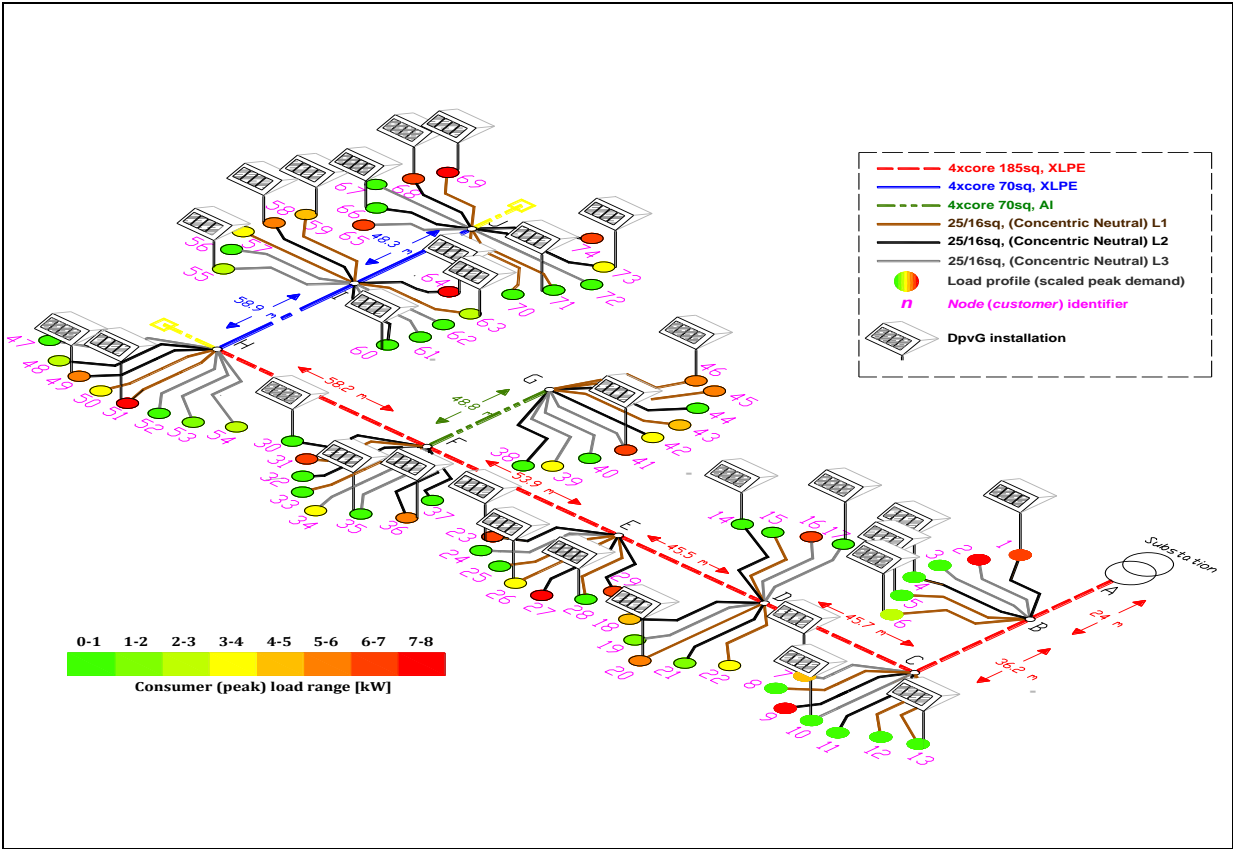 68
69
67
58
59
66
65
48.3 m
J
74
73
72
71
70
64
63
62
61
60
56
57
55
58.9 m
I
H
47
48
49
50
51
52
53
54
58.2 m
48.8 m
G
46
45
44
43
42
41
40
39
38
F
30
31
32
33
34
35
36
37
53.9 m
E
23
24
25
26
27
28
29
45.5 m
14
15
16
17
D
18
19
20
21
22
45.7 m
3
2
1
4
5
6
Substation
A
24 m
B
36.2 m
C
7
8
9
10
11
12
13
4xcore 185sq, XLPE
4xcore 70sq, XLPE
4xcore 70sq, Al
25/16sq, (Concentric Neutral) L1
25/16sq, (Concentric Neutral) L2
25/16sq, (Concentric Neutral) L3
Load profile (scaled peak demand)
n Node (customer) identifier
DpvG installation
0-1 1-2 2-3 3-4 4-5 5-6 6-7 7-8
Consumer (peak) load range [kW]